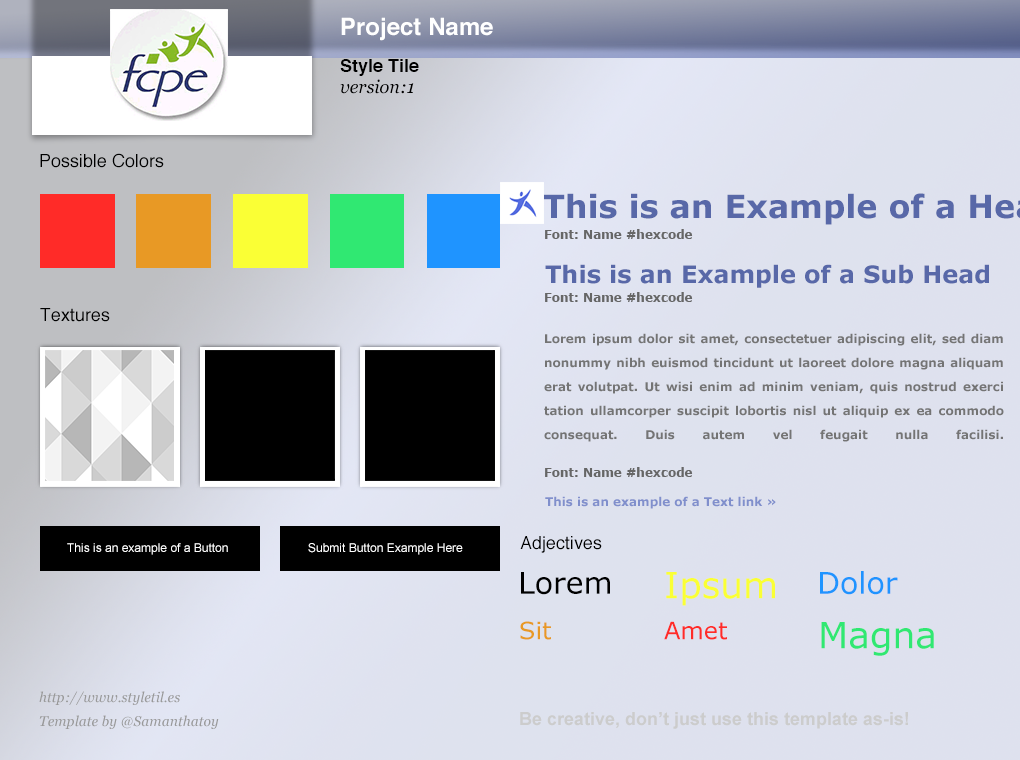 Project Name
fcpe
Style Tile
version:1
Possible Colors
This is an Example of a Hea
Font: Name #hexcode
This is an Example of a Sub Head
Font: Name #hexcode
Textures
Lorem ipsum dolor sit amet, consectetuer adipiscing elit, sed diam
nonummy nibh euismod tincidunt ut laoreet dolore magna aliquam
erat volutpat. Ut wisi enim ad minim veniam, quis nostrud exerci
tation ullamcorper suscipit lobortis nisl ut aliquip ex ea commodo
consequat. Duis autem vel feugait nulla facilisi.
Font: Name #hexcode
This is an example of a Text link »
This is an example of a Button
Submit Button Example Here
Adjectives
Lorem Ipsum Dolor
Sit Amet Magna
http://www.styletil.es
Template by @Samanthatoy
Be creative, don't just use this template as-is!